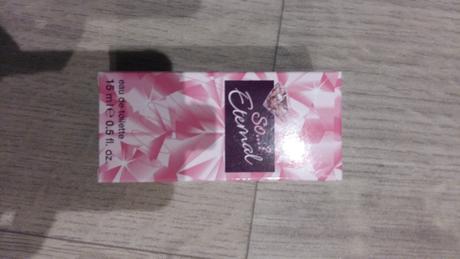 So...?
Eternal
eau de toilette
15 ml e 0.5 fl. oz.